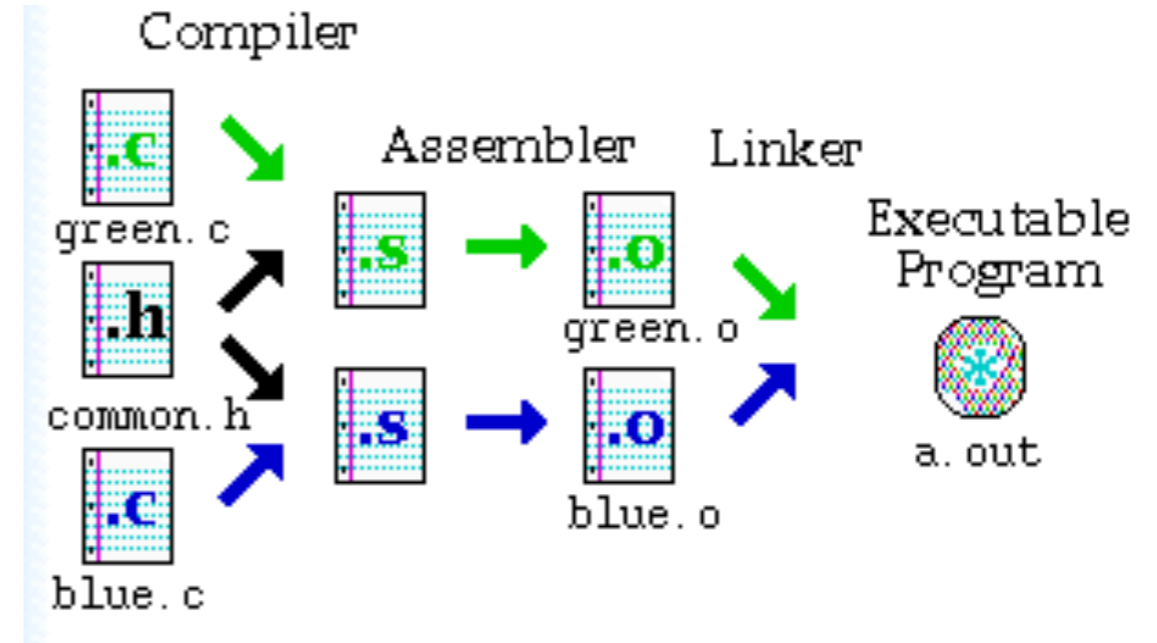 Compiler
.c
green.c
.h
common.h
.c
blue.c
Assembler
.s
.s
.o
green.o
.o
blue.o
Linker
Executable
Program
a.out